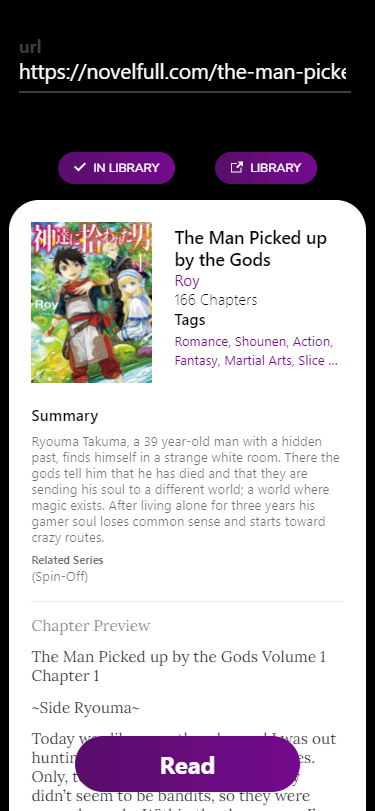 url
https://novelfull.com/the-man-picke
IN LIBRARY
LIBRARY
神達に拾われた男
1
Roy
The Man Picked up
by the Gods
Roy
166 Chapters
Tags
Romance, Shounen, Action,
Fantasy, Martial Arts, Slice ...
Summary
Ryouma Takuma, a 39 year-old man with a hidden
past, finds himself in a strange white room. There the
gods tell him that he has died and that they are
sending his soul to a different world; a world where
magic exists. After living alone for three years his
gamer soul loses common sense and starts toward
crazy routes.
Related Series
(Spin-Off)
Chapter Preview
The Man Picked up by the Gods Volume 1
Chapter 1
~Side Ryouma~
Today was out
Only,
Read
didn't seem to be bandits, so they were